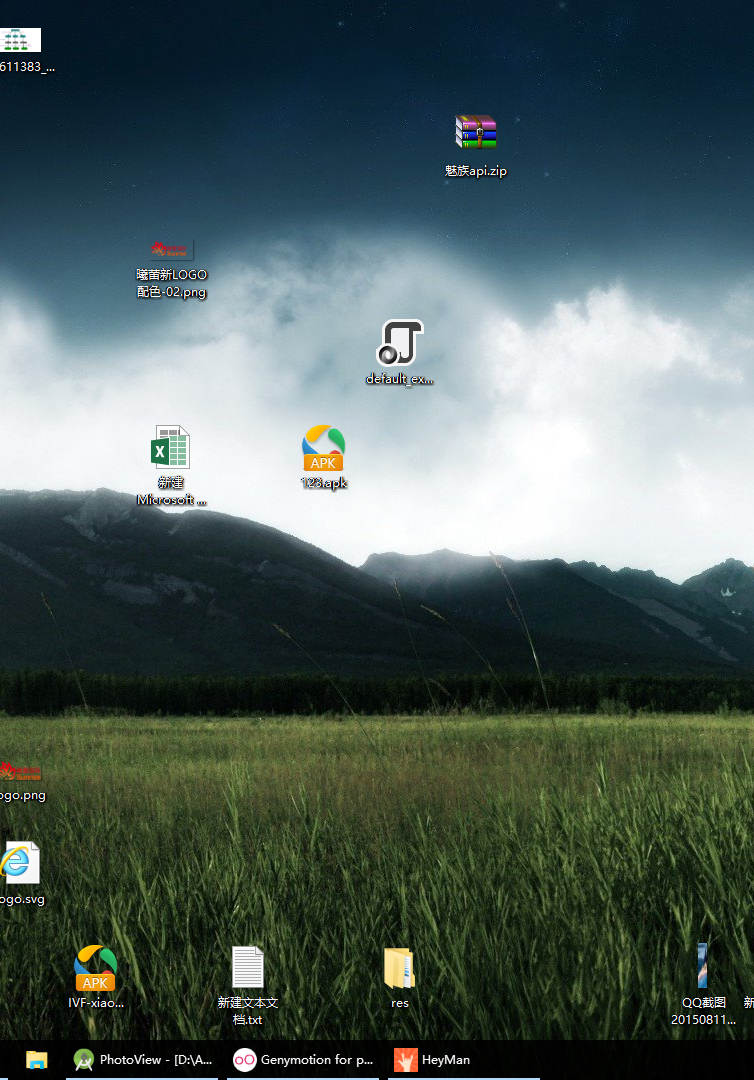 611383_...
魅族api.zip
曦苗新LOGO
配色-02.png
default_ex...
新建
Microsoft ...
APK
123.apk
ogo.png
ogo.svg
APK
IVF-xiao...
新建文本文
档.txt
res
QQ截图
20150811...
新
PhotoView - [D:\A...
Genymotion for p...
HeyMan